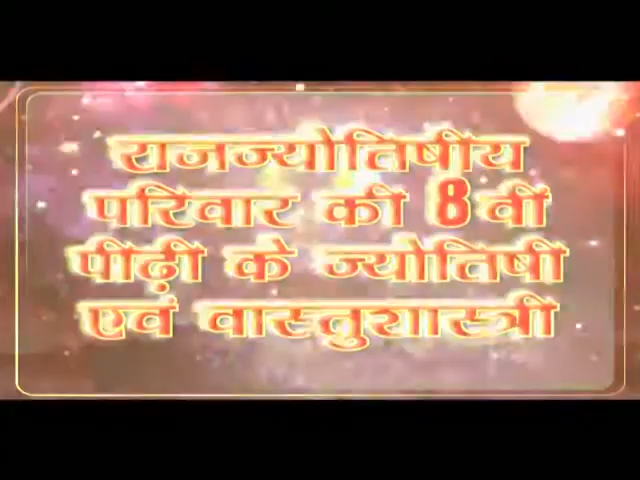 राजज्योतिषीय
परिवार की 8 वीं
पीढ़ी के ज्योतिषी
एवं वास्तुशास्त्री